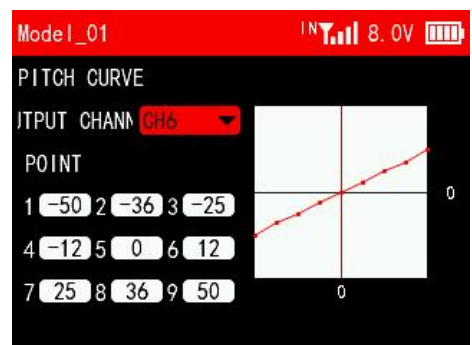 Model_01 IN 8.0V
PITCH CURVE
JTPUT CHANN CH6
POINT
1 -50 2 -36 3 -25
4 -12 5 0 6 12
7 25 8 36 9 50
0
0